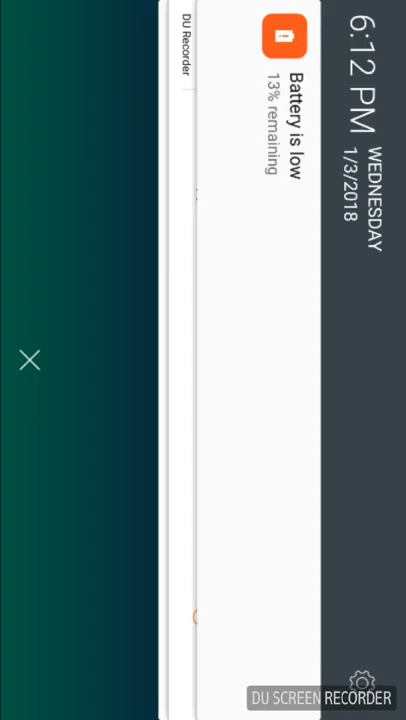 6:12 PM
WEDNESDAY
1/3/2018
Battery is low
13% remaining
DU Recorder
DU SCREEN RECORDER